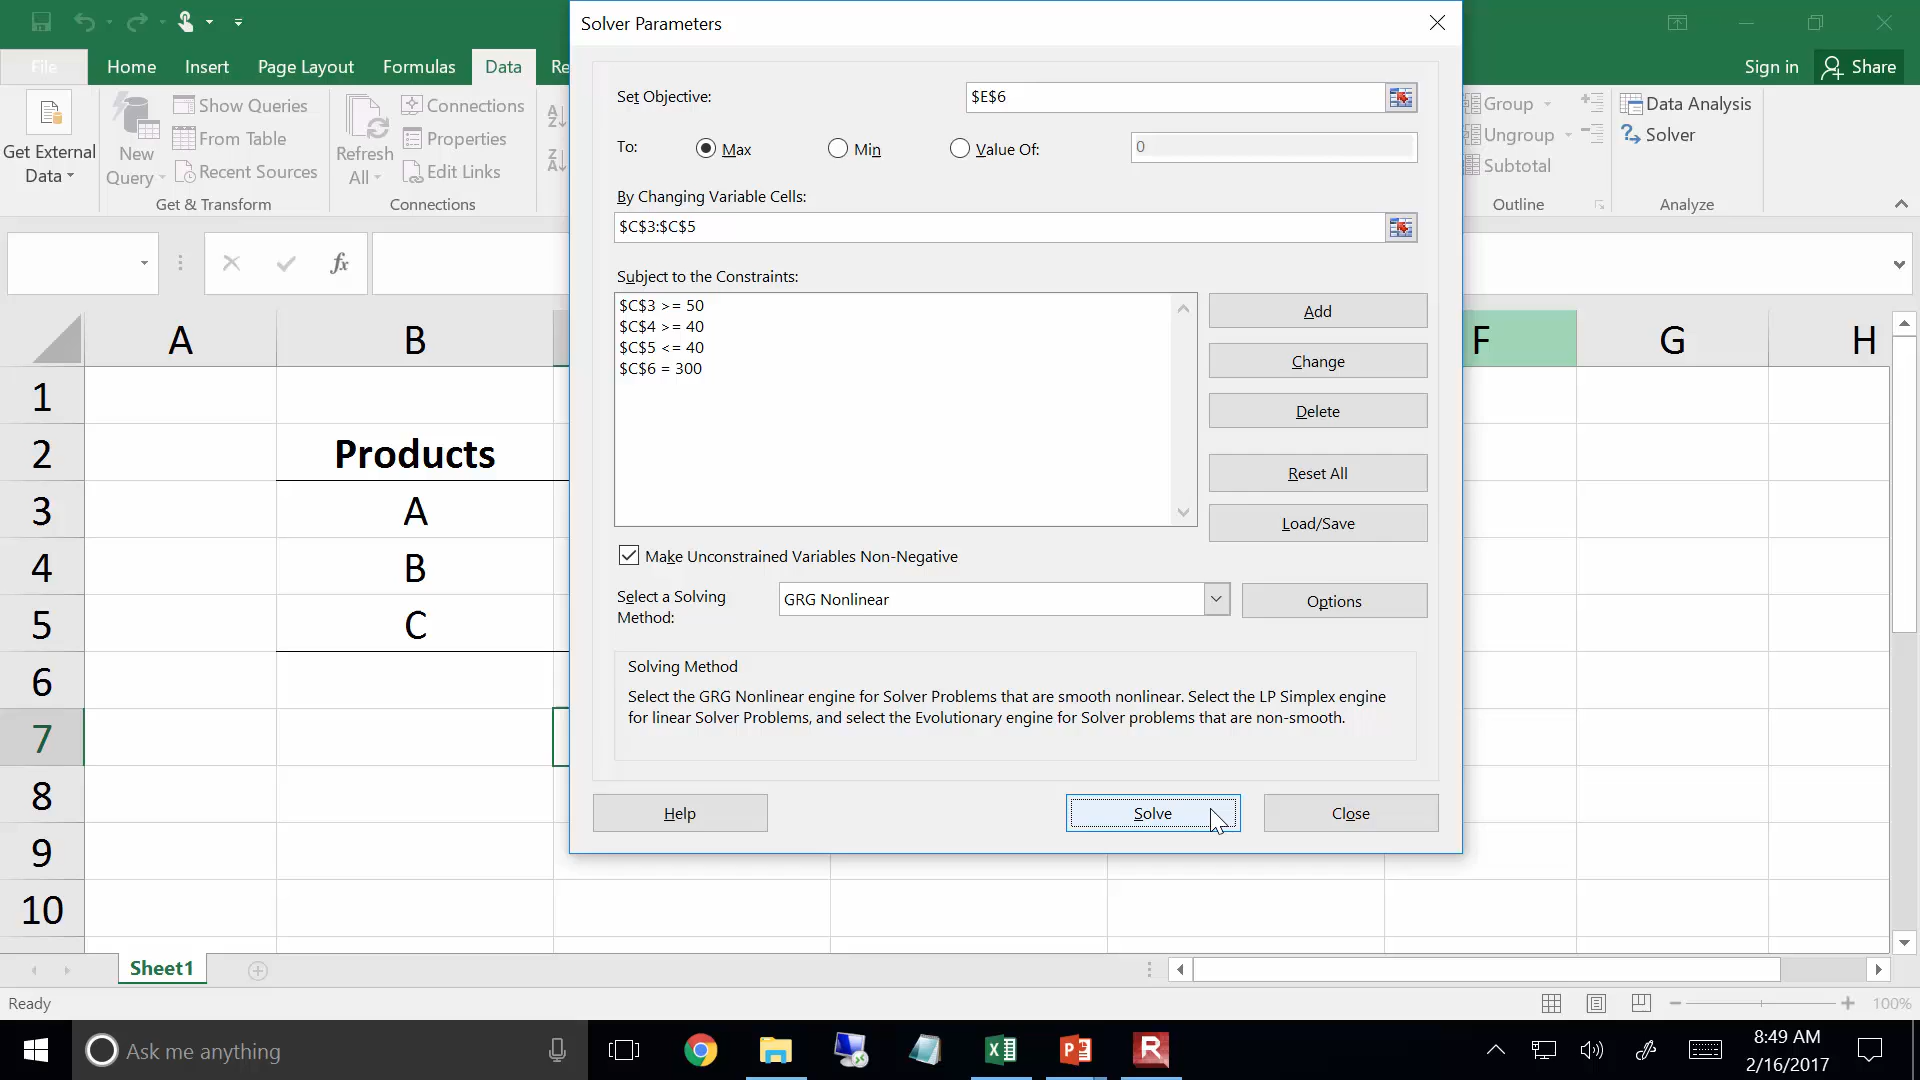 Solver Parameters
File Home Insert Page Layout Formulas Data Re Sign in Share
Get External Data
New Query
Show Queries
From Table
Recent Sources
Get & Transform
Refresh All
Connections
Properties
Edit Links
Connections
Group
Ungroup
Subtotal
Outline
Data Analysis
Solver
Analyze
fx
Set Objective: $E$6
To: Max Min Value Of: 0
By Changing Variable Cells:
$C$3:$C$5
Subject to the Constraints:
$C$3 >= 50
$C$4 >= 40
$C$5 <= 40
$C$6 = 300
Add
Change
Delete
Reset All
Load/Save
Make Unconstrained Variables Non-Negative
Select a Solving Method: GRG Nonlinear Options
Solving Method
Select the GRG Nonlinear engine for Solver Problems that are smooth nonlinear. Select the LP Simplex engine
for linear Solver Problems, and select the Evolutionary engine for Solver problems that are non-smooth.
Help Solve Close
A B F G H
1
2 Products
3 A
4 B
5 C
6
7
8
9
10
Sheet1
Ready 100%
Ask me anything
8:49 AM
2/16/2017